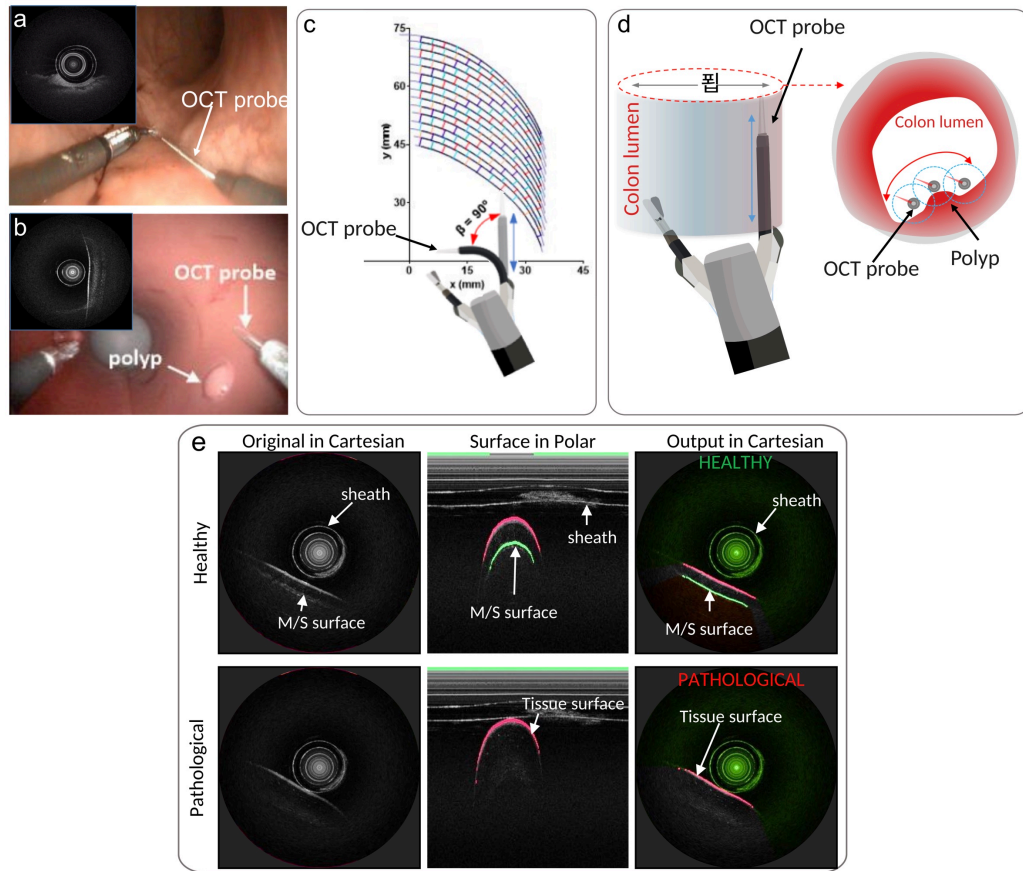 a
OCT probe
b
OCT probe
polyp
c
75
60
45
30
y (mm)
β = 90º
OCT probe
0
15
30
45
x (mm)
d
OCT probe
푑
Colon lumen
Colon lumen
OCT probe
Polyp
e
Original in Cartesian
Surface in Polar
Output in Cartesian
Healthy
sheath
M/S surface
sheath
M/S surface
HEALTHY
sheath
M/S surface
Pathological
Tissue surface
PATHOLOGICAL
Tissue surface